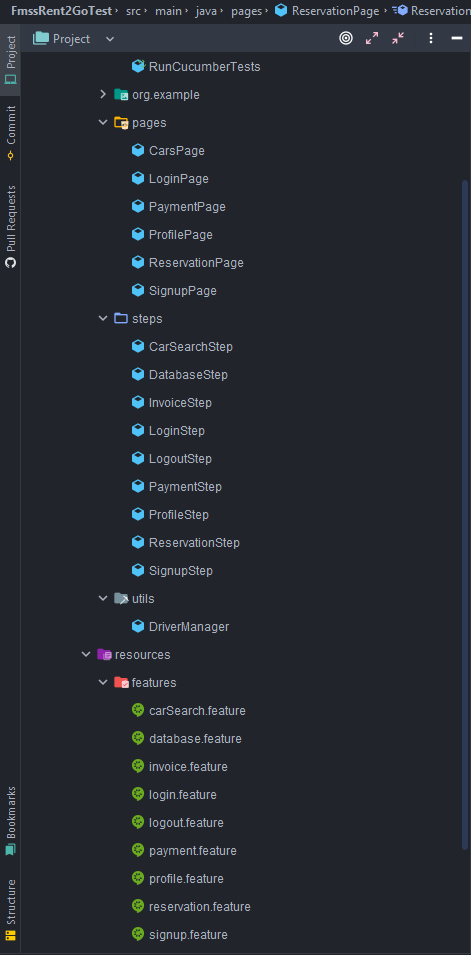 FmssRent2GoTest › src › main › java › pages › ReservationPage › Reservation
Project
Project
Commit
Pull Requests
RunCucumberTests
org.example
pages
CarsPage
LoginPage
PaymentPage
ProfilePage
ReservationPage
SignupPage
steps
CarSearchStep
DatabaseStep
InvoiceStep
LoginStep
LogoutStep
PaymentStep
ProfileStep
ReservationStep
SignupStep
utils
DriverManager
resources
features
carSearch.feature
database.feature
invoice.feature
login.feature
logout.feature
payment.feature
profile.feature
reservation.feature
signup.feature
Bookmarks
Structure